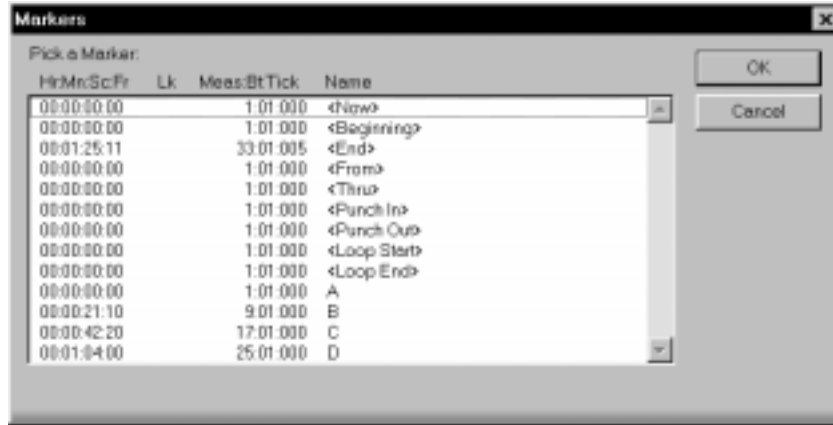 Markers
Pick a Marker:
Hr:Mn:Sc:Fr Lk Meas:Bt:Tick Name
00:00:00:00 1:01:000 <Now>
00:00:00:00 1:01:000 <Beginning>
00:01:25:11 33:01:005 <End>
00:00:00:00 1:01:000 <From>
00:00:00:00 1:01:000 <Thru>
00:00:00:00 1:01:000 <Punch In>
00:00:00:00 1:01:000 <Punch Out>
00:00:00:00 1:01:000 <Loop Start>
00:00:00:00 1:01:000 <Loop End>
00:00:00:00 1:01:000 A
00:00:21:10 9:01:000 B
00:00:42:20 17:01:000 C
00:01:04:00 25:01:000 D
OK
Cancel